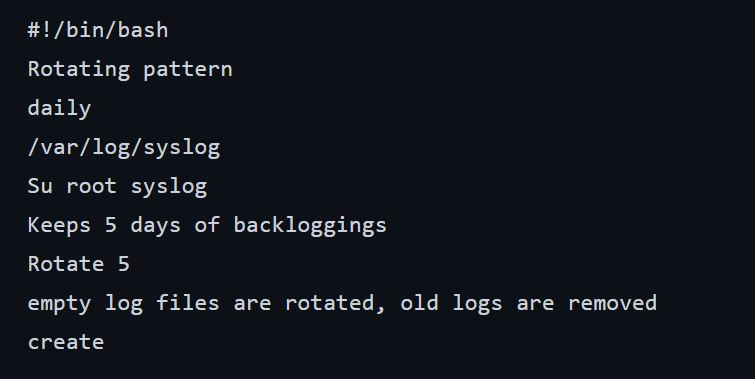 #!/bin/bash
Rotating pattern
daily
/var/log/syslog
Su root syslog
Keeps 5 days of backloggings
Rotate 5
empty log files are rotated, old logs are removed
create